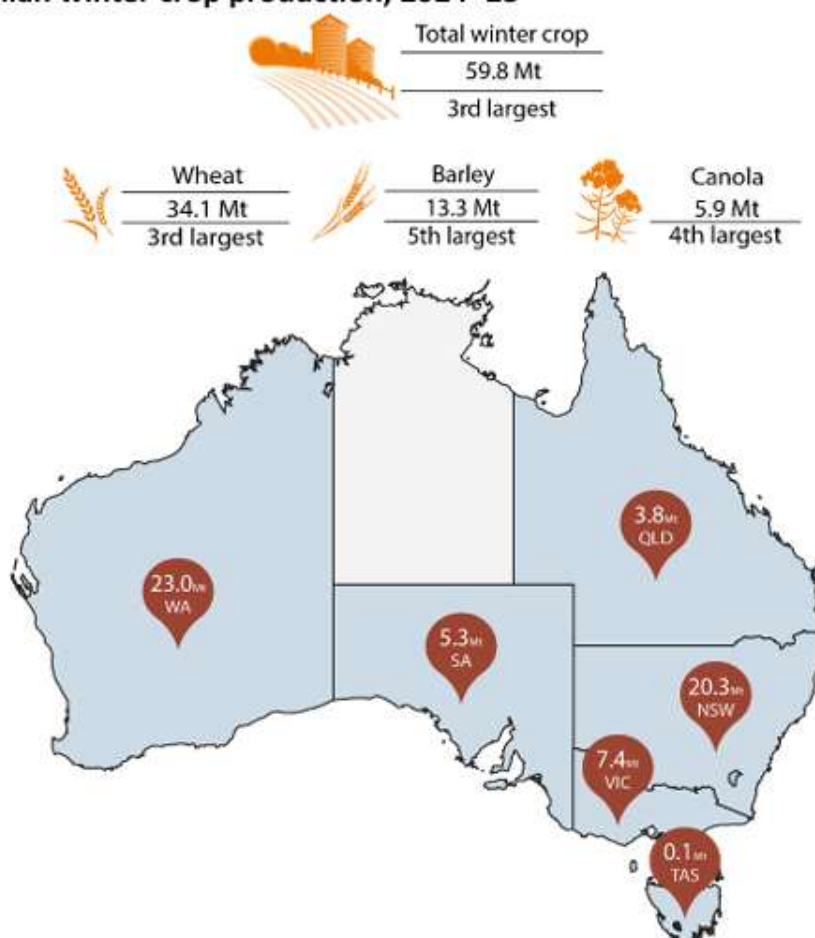 winter crop production, 2024
Total winter crop
59.8 Mt
3rd largest
Wheat
34.1 Mt
3rd largest
Barley
13.3 Mt
5th largest
Canola
5.9 Mt
4th largest
3.8Mt
QLD
23.0Mt
WA
5.3Mt
SA
20.3Mt
NSW
7.4Mt
VIC
0.1Mt
TAS